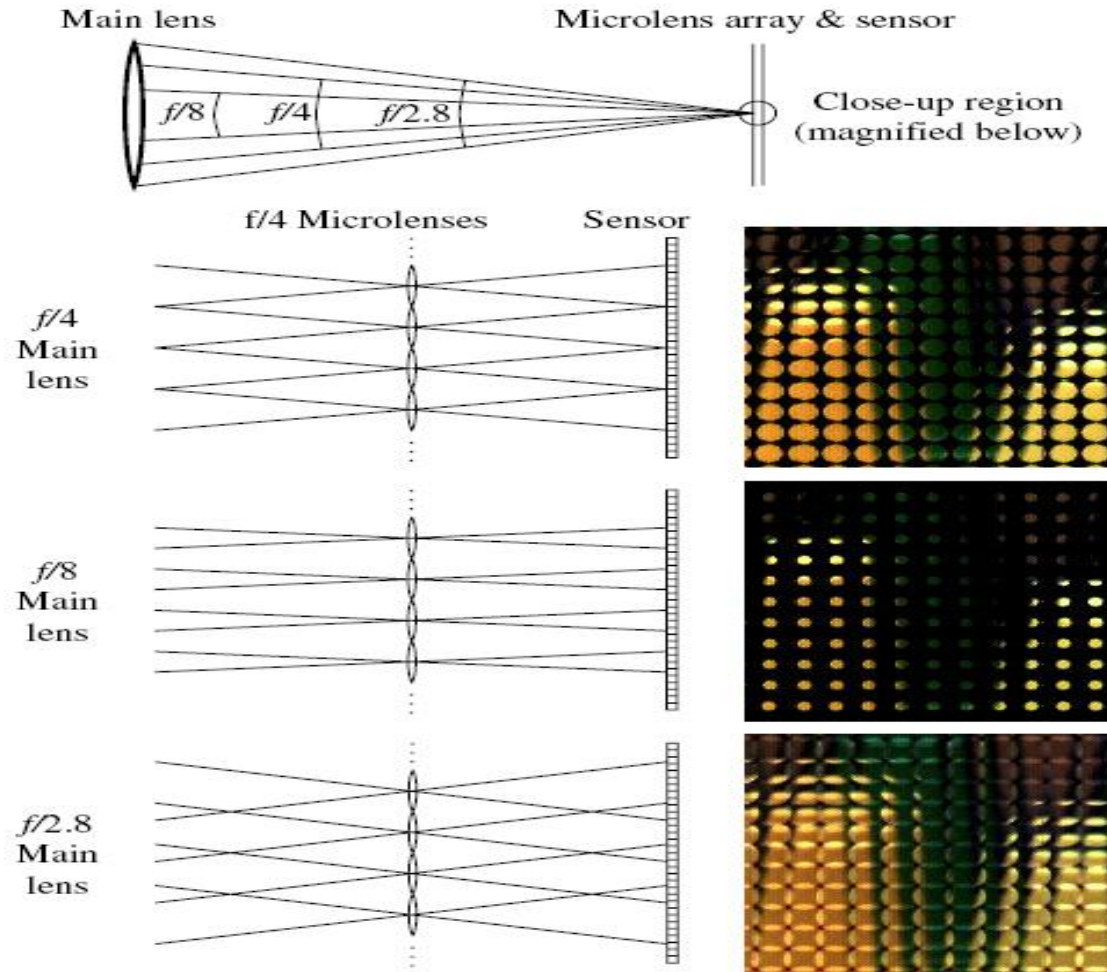 Main lens
Microlens array & sensor
f/8
f/4
f/2.8
Close-up region
(magnified below)
f/4 Microlenses
Sensor
f/4
Main
lens
f/8
Main
lens
f/2.8
Main
lens